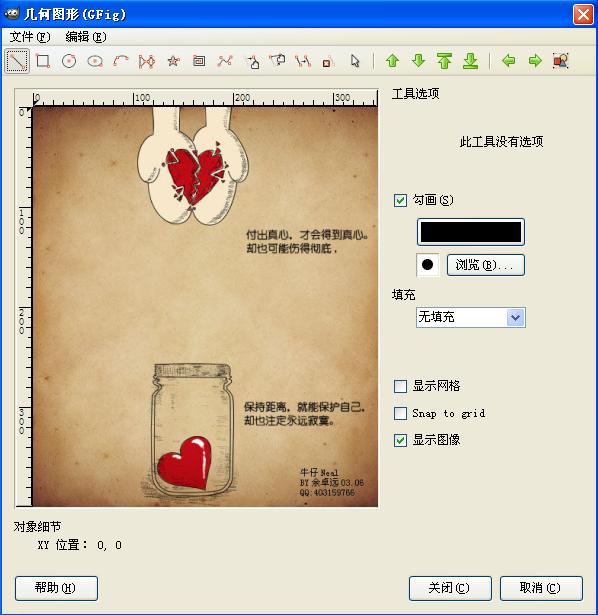 几何图形(GFig)
文件(F) 编辑(E)
0 100 200 300
工具选项
0
此工具没有选项
付出真心，才会得到真心。
却也可能伤得彻底，
100
勾画(S)
浏览(B)...
填充
无填充
200
300
保持距离，就能保护自己，
却也注定永远寂寞。
显示网格
Snap to grid
显示图像
牛仔 Neal
BY 余卓远 03.06
QQ:403159766
对象细节
XY 位置： 0, 0
帮助(H) 关闭(C) 取消(C)